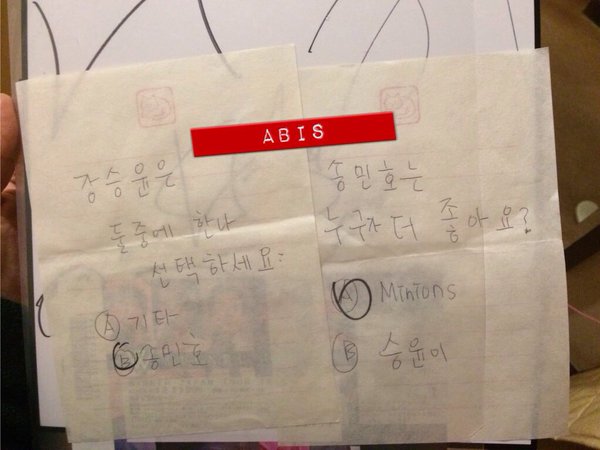 ABIS
강승윤은
둘중에 한나
선택하세요:
Ⓐ 기타
Ⓑ 송민호
송민호는
누구가 더 좋아요?
Ⓐ Minions
Ⓑ 승윤이